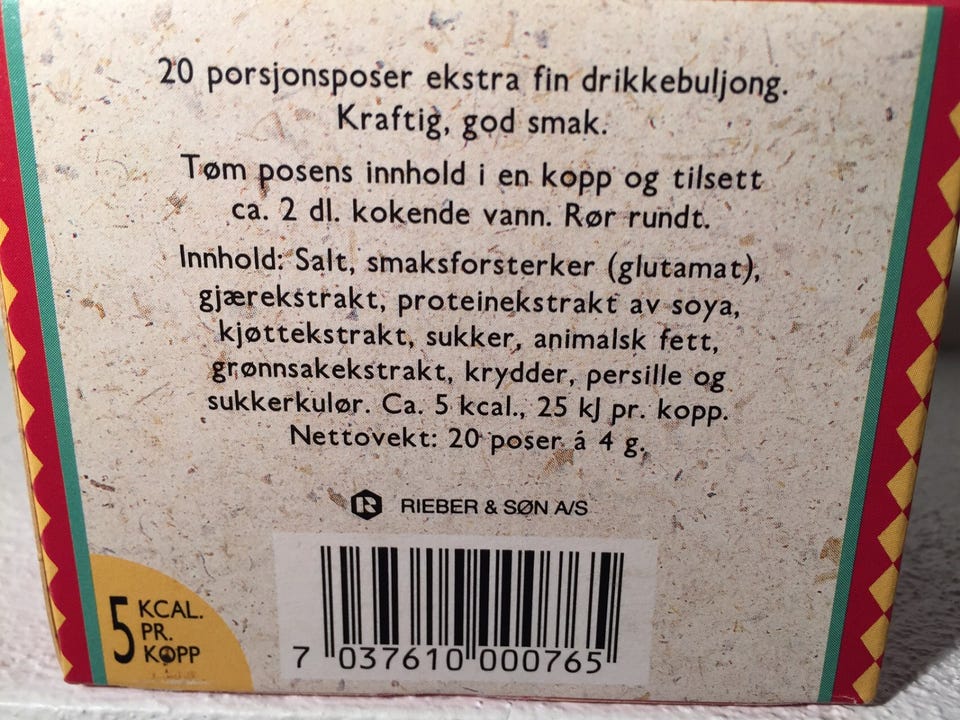 20 porsjonsposer ekstra fin drikkebuljong.
Kraftig, god smak.
Tøm posens innhold i en kopp og tilsett
ca. 2 dl. kokende vann. Rør rundt.
Innhold: Salt, smaksforsterker (glutamat),
gjærekstrakt, proteinekstrakt av soya,
kjøttekstrakt, sukker, animalsk fett,
grønnsakekstrakt, krydder, persille og
sukkerkulør. Ca. 5 kcal., 25 kJ pr. kopp.
Nettovekt: 20 poser á 4 g.
R RIEBER & SØN A/S
5 KCAL.
PR.
KOPP
7 037610 000765